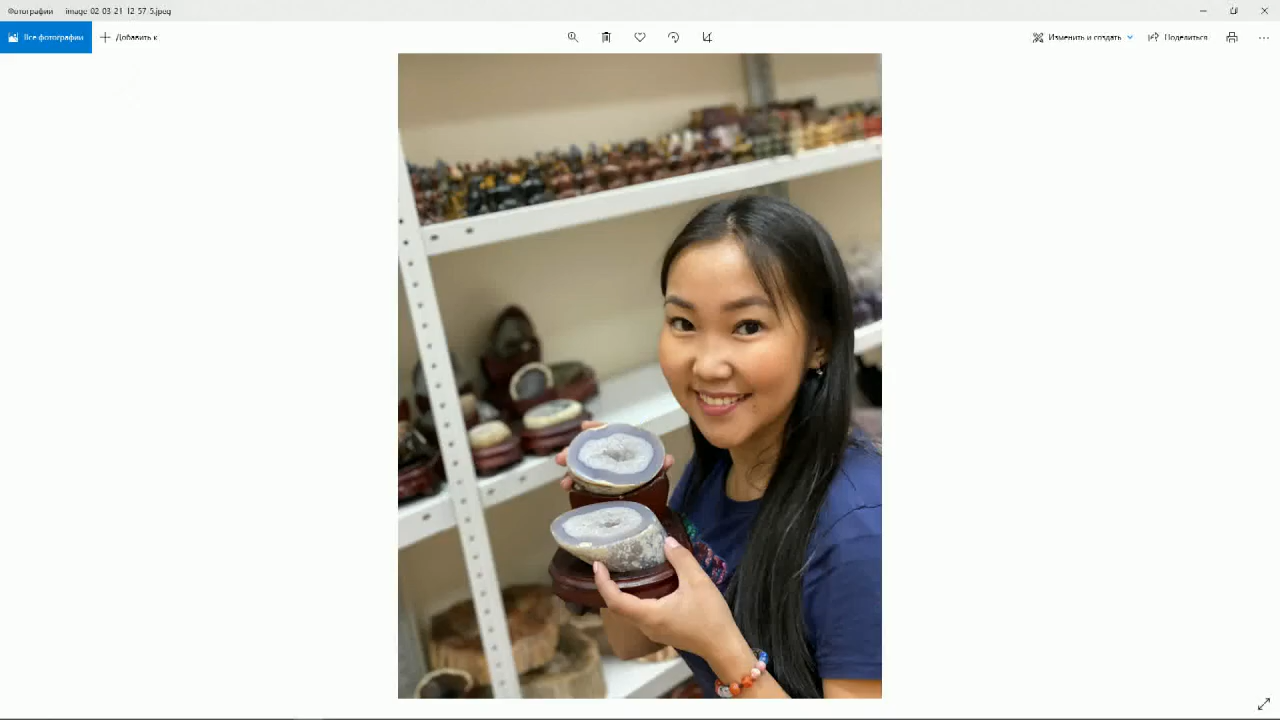 Фотографии image-02-03-21-12-57-5.jpeg
Все фотографии Добавить к Изменить и создать Поделиться